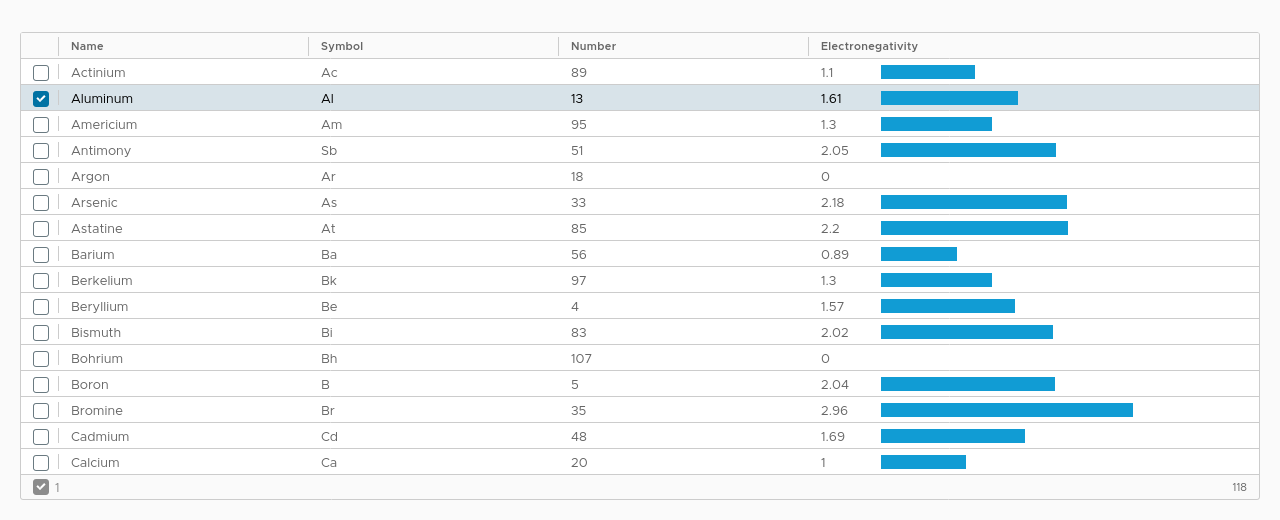 Name Symbol Number Electronegativity
Actinium Ac 89 1.1
Aluminum Al 13 1.61
Americium Am 95 1.3
Antimony Sb 51 2.05
Argon Ar 18 0
Arsenic As 33 2.18
Astatine At 85 2.2
Barium Ba 56 0.89
Berkelium Bk 97 1.3
Beryllium Be 4 1.57
Bismuth Bi 83 2.02
Bohrium Bh 107 0
Boron B 5 2.04
Bromine Br 35 2.96
Cadmium Cd 48 1.69
Calcium Ca 20 1
1 118